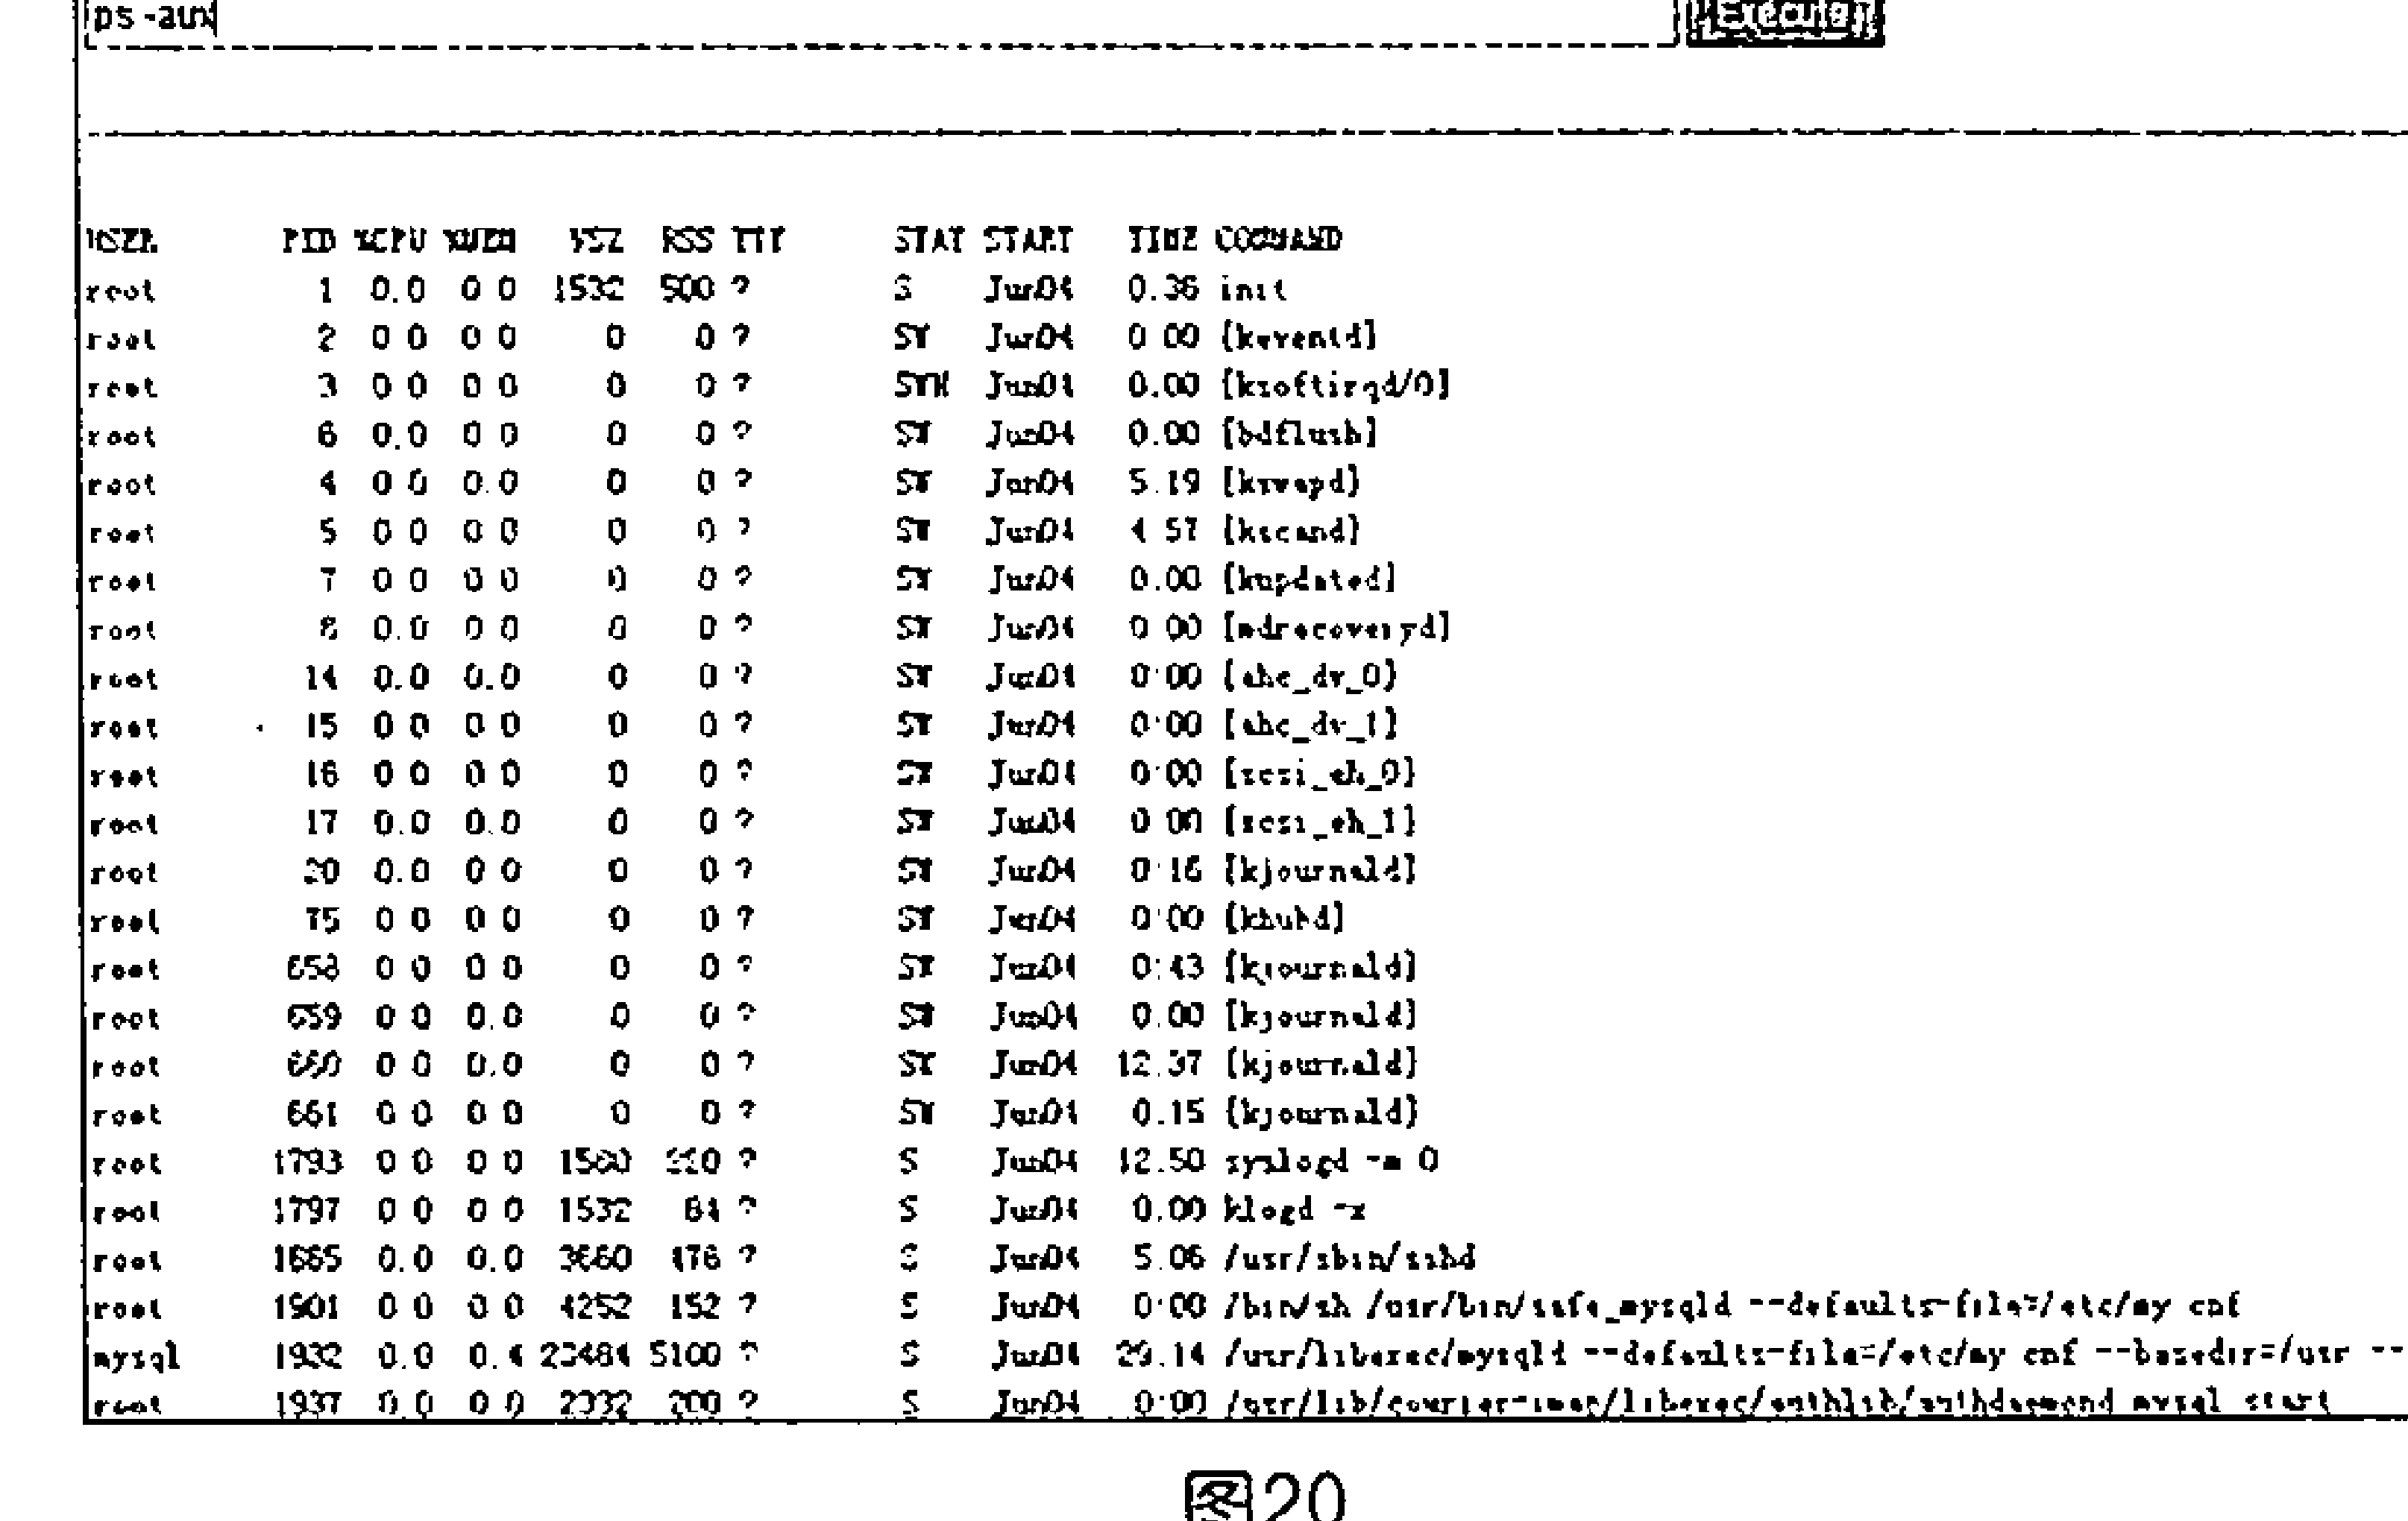 ps -aux
Execute
USER PID %CPU %MEM VSZ RSS TTY STAT START TIME COMMAND
root 1 0.0 0.0 1532 500 ? S Jun04 0:36 init
root 2 0.0 0.0 0 0 ? SW Jun04 0:00 [keventd]
root 3 0.0 0.0 0 0 ? SWN Jun04 0:00 [ksoftirqd/0]
root 6 0.0 0.0 0 0 ? SW Jun04 0:00 [bdflush]
root 4 0.0 0.0 0 0 ? SW Jun04 5:19 [kswapd]
root 5 0.0 0.0 0 0 ? SW Jun04 4:57 [kscand]
root 7 0.0 0.0 0 0 ? SW Jun04 0:00 [kupdated]
root 8 0.0 0.0 0 0 ? SW Jun04 0:00 [mdrecoveryd]
root 14 0.0 0.0 0 0 ? SW Jun04 0:00 [ahc_dv_0]
root 15 0.0 0.0 0 0 ? SW Jun04 0:00 [ahc_dv_1]
root 16 0.0 0.0 0 0 ? SW Jun04 0:00 [scsi_eh_0]
root 17 0.0 0.0 0 0 ? SW Jun04 0:00 [scsi_eh_1]
root 20 0.0 0.0 0 0 ? SW Jun04 0:16 [kjournald]
root 75 0.0 0.0 0 0 ? SW Jun04 0:00 [khubd]
root 658 0.0 0.0 0 0 ? SW Jun04 0:43 [kjournald]
root 659 0.0 0.0 0 0 ? SW Jun04 0:00 [kjournald]
root 660 0.0 0.0 0 0 ? SW Jun04 12:37 [kjournald]
root 661 0.0 0.0 0 0 ? SW Jun04 0:15 [kjournald]
root 1793 0.0 0.0 ? S Jun04 12:50 syslogd -m 0
root 1797 0.0 0.0 1532 84 ? S Jun04 0:00 klogd -x
root 0.0 0.0 3660 476 ? S Jun04 5:06 /usr/sbin/sshd
root 1901 0.0 0.0 4252 152 ? S Jun04 0:00 /bin/sh /usr/bin/safe_mysqld --defaults-file=/etc/my.cnf
mysql 1932 0.0 0.4 5100 ? S Jun04 29:14 /usr/libexec/mysqld --defaults-file=/etc/my.cnf --basedir=/usr --
root 1937 0.0 0.0 200 ? S Jun04 0:00 /usr/lib/courier-imap/libexec/authlib/authdaemond.mysql start
图20